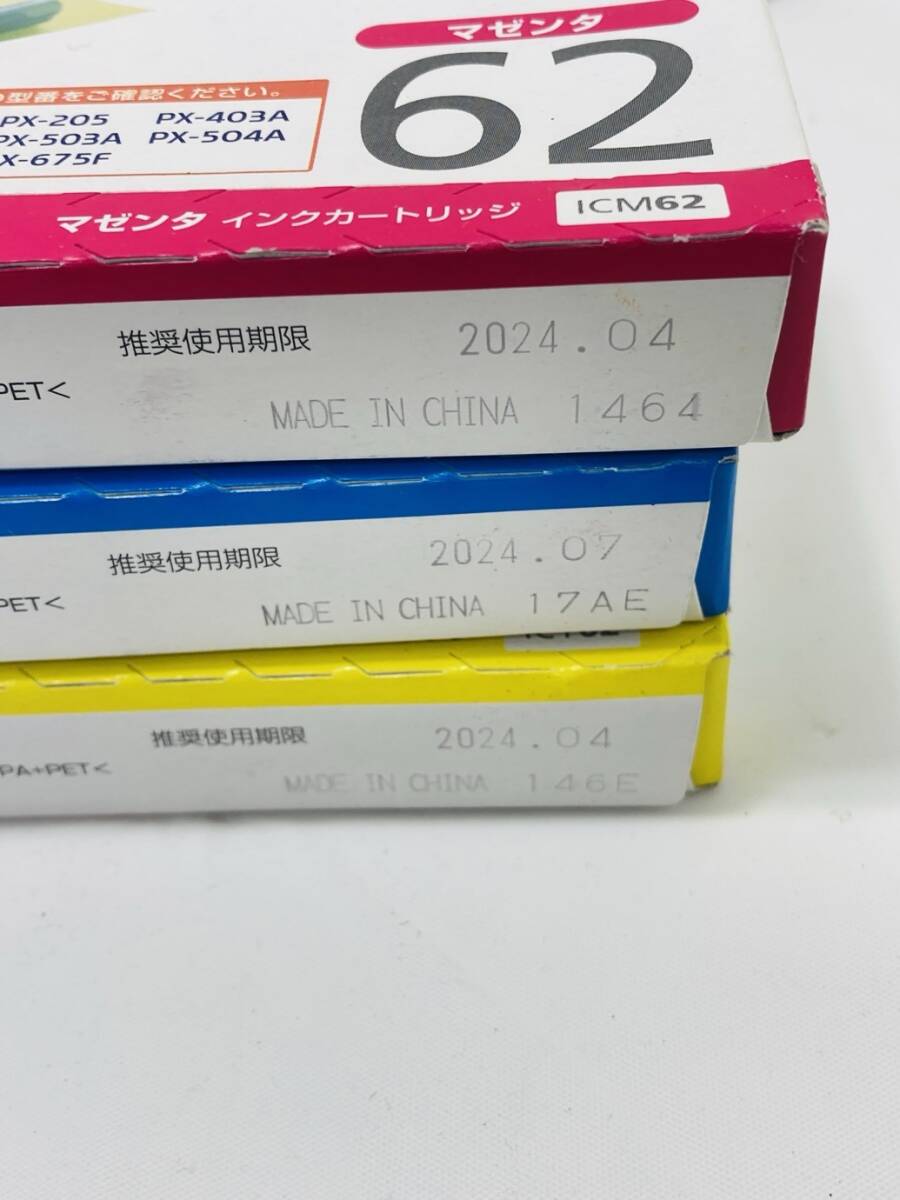 マゼンタ
62
型番をご確認ください。
PX-205 PX-403A
PX-503A PX-504A
X-675F
マゼンタ インクカートリッジ ICM62
推奨使用期限 2024.04
PET<
MADE IN CHINA 1464
推奨使用期限 2024.07
PET<
MADE IN CHINA 17AE
推奨使用期限 2024.04
PA+PET<
MADE IN CHINA 146E